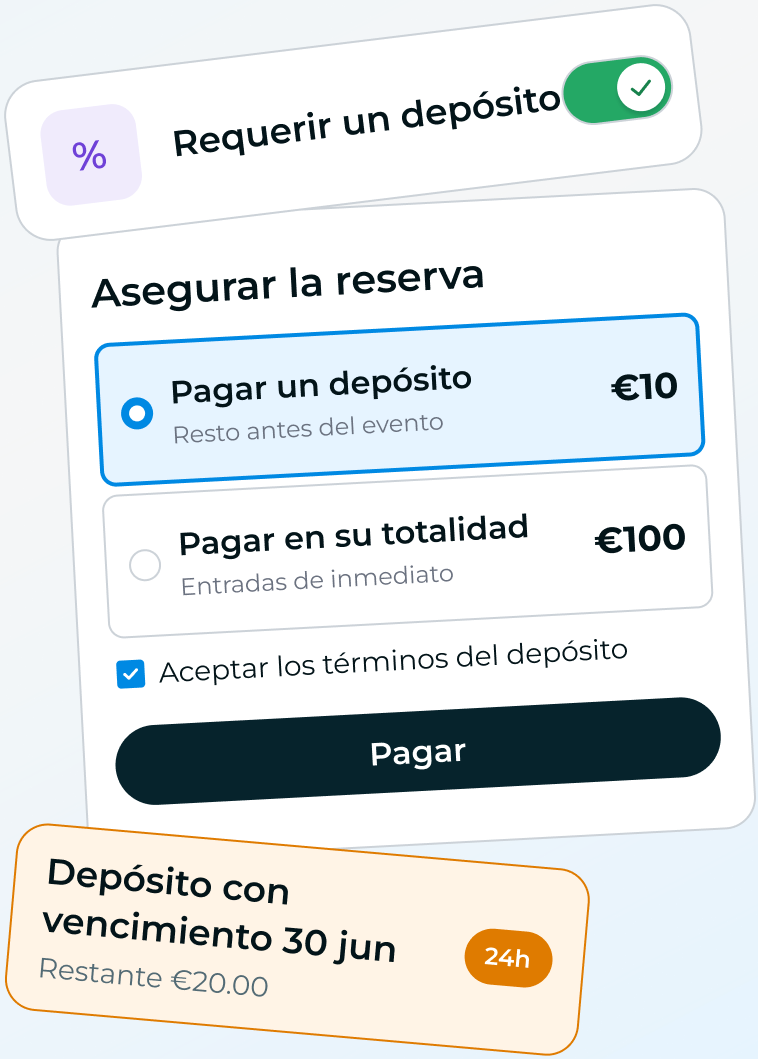 %
Requerir un depósito
Asegurar la reserva
Pagar un depósito
€10
Resto antes del evento
Pagar en su totalidad
€100
Entradas de inmediato
Aceptar los términos del depósito
Pagar
Depósito con
vencimiento 30 jun
24h
Restante €20.00